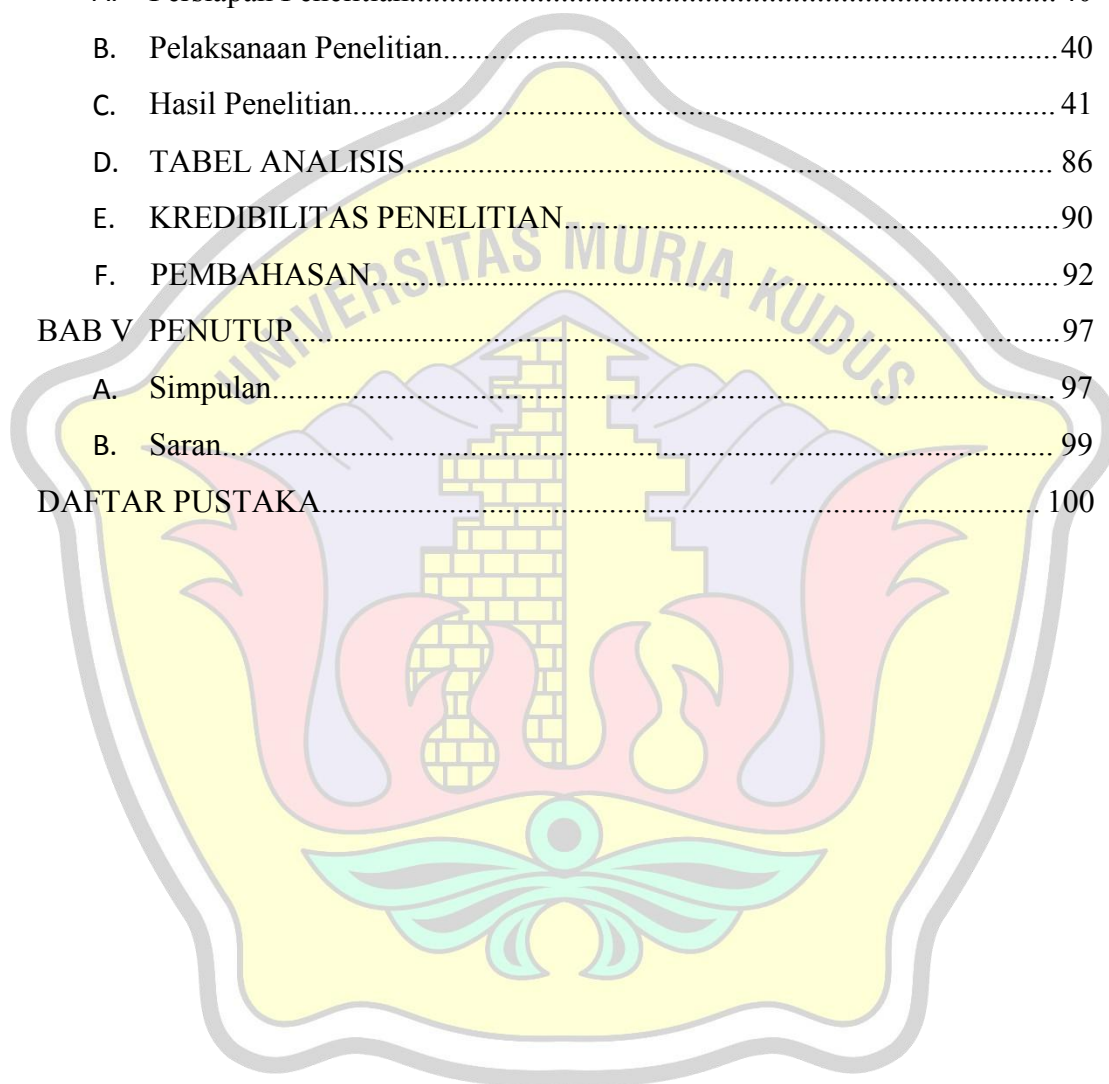 B. Pelaksanaan Penelitian.......................................................................40
C. Hasil Penelitian.................................................................................. 41
D. TABEL ANALISIS........................................................................... 86
E. KREDIBILITAS PENELITIAN.........................................................90
F. PEMBAHASAN................................................................................92
UNIVERSITAS MURIA KUDUS
BAB V PENUTUP.........................................................................................97
A. Simpulan........................................................................................... 97
B. Saran................................................................................................. 99
DAFTAR PUSTAKA.................................................................................... 100